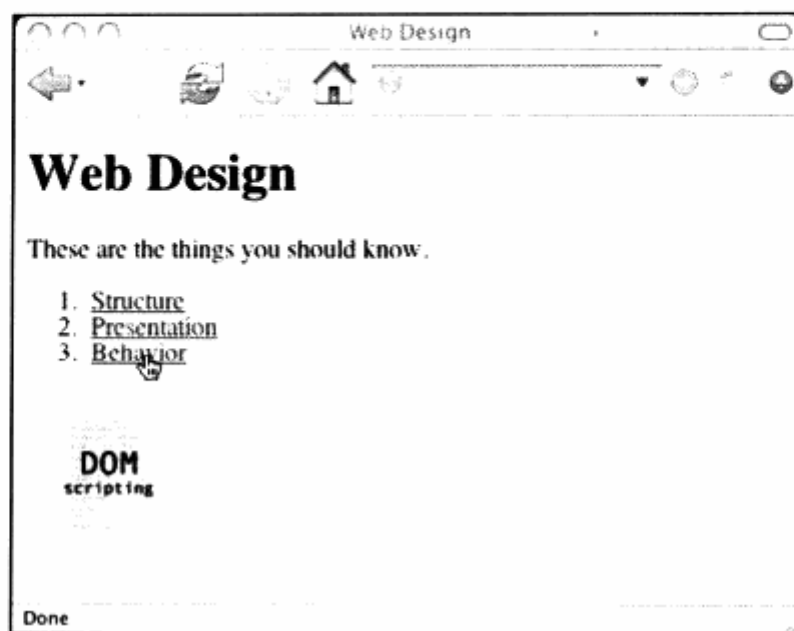 Web Design
Web Design
These are the things you should know.
1. Structure
2. Presentation
3. Behavior
DOM
scripting
Done